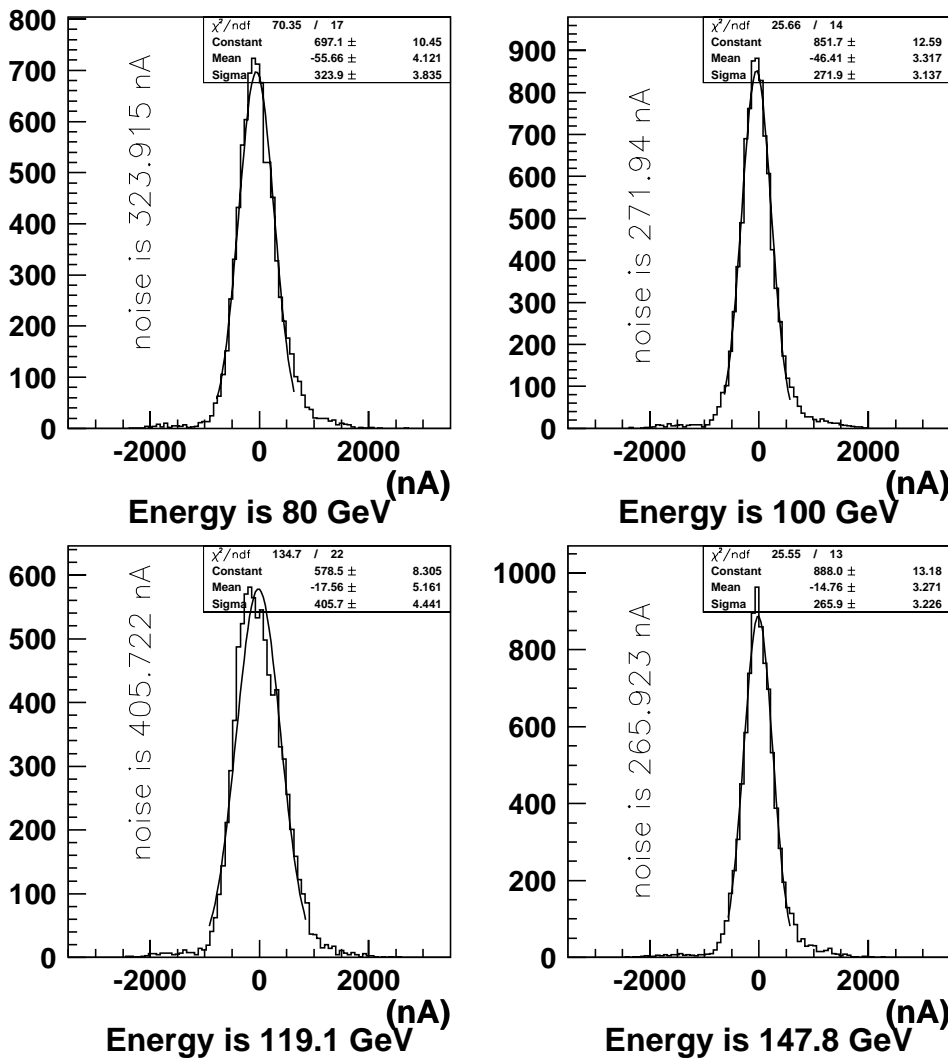 χ²/ndf 70.35 / 17
Constant 697.1 ± 10.45
Mean -55.66 ± 4.121
Sigma 323.9 ± 3.835
noise is 323.915 nA
800
700
600
500
400
300
200
100
0
-2000 0 2000
(nA)
Energy is 80 GeV
χ²/ndf 25.66 / 14
Constant 851.7 ± 12.59
Mean -46.41 ± 3.317
Sigma 271.9 ± 3.137
noise is 271.94 nA
900
800
700
600
500
400
300
200
100
0
-2000 0 2000
(nA)
Energy is 100 GeV
χ²/ndf 134.7 / 22
Constant 578.5 ± 8.305
Mean -17.56 ± 5.161
Sigma 405.7 ± 4.441
noise is 405.722 nA
600
500
400
300
200
100
0
-2000 0 2000
(nA)
Energy is 119.1 GeV
χ²/ndf 25.55 / 13
Constant 888.0 ± 13.18
Mean -14.76 ± 3.271
Sigma 265.9 ± 3.226
noise is 265.923 nA
1000
800
600
400
200
0
-2000 0 2000
(nA)
Energy is 147.8 GeV